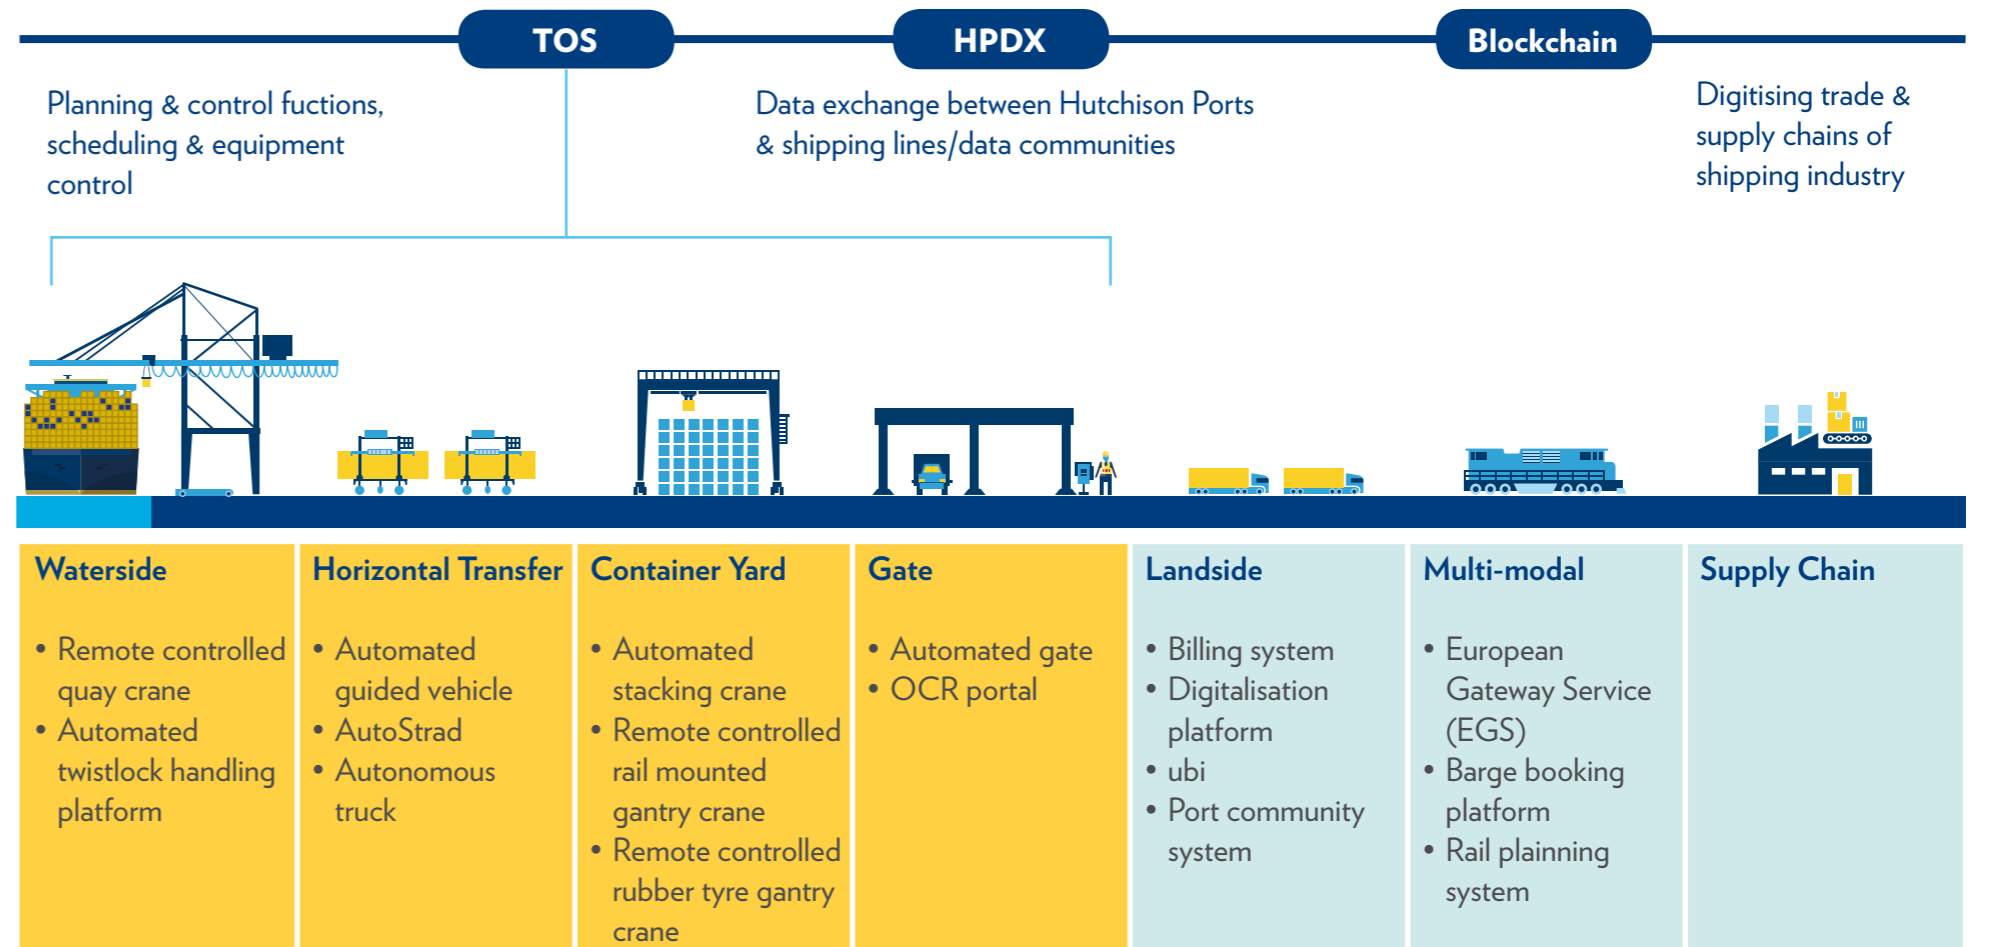 TOS
HPDX
Blockchain
Planning & control fuctions,
scheduling & equipment
control
Data exchange between Hutchison Ports
& shipping lines/data communities
Digitising trade &
supply chains of
shipping industry
Waterside
• Remote controlled
quay crane
• Automated
twistlock handling
platform
Horizontal Transfer
• Automated
guided vehicle
• AutoStrad
• Autonomous
truck
Container Yard
• Automated
stacking crane
• Remote controlled
rail mounted
gantry crane
• Remote controlled
rubber tyre gantry
crane
Gate
• Automated gate
• OCR portal
Landside
• Billing system
• Digitalisation
platform
• ubi
• Port community
system
Multi-modal
• European
Gateway Service
(EGS)
• Barge booking
platform
• Rail plainning
system
Supply Chain